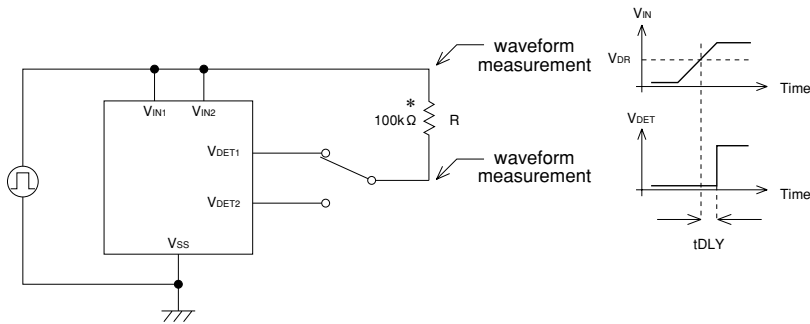 waveform
measurement
VIN1
VIN2
*
100kΩ
R
VDET1
waveform
measurement
VDET2
VSS
VIN
VDR
Time
VDET
Time
tDLY